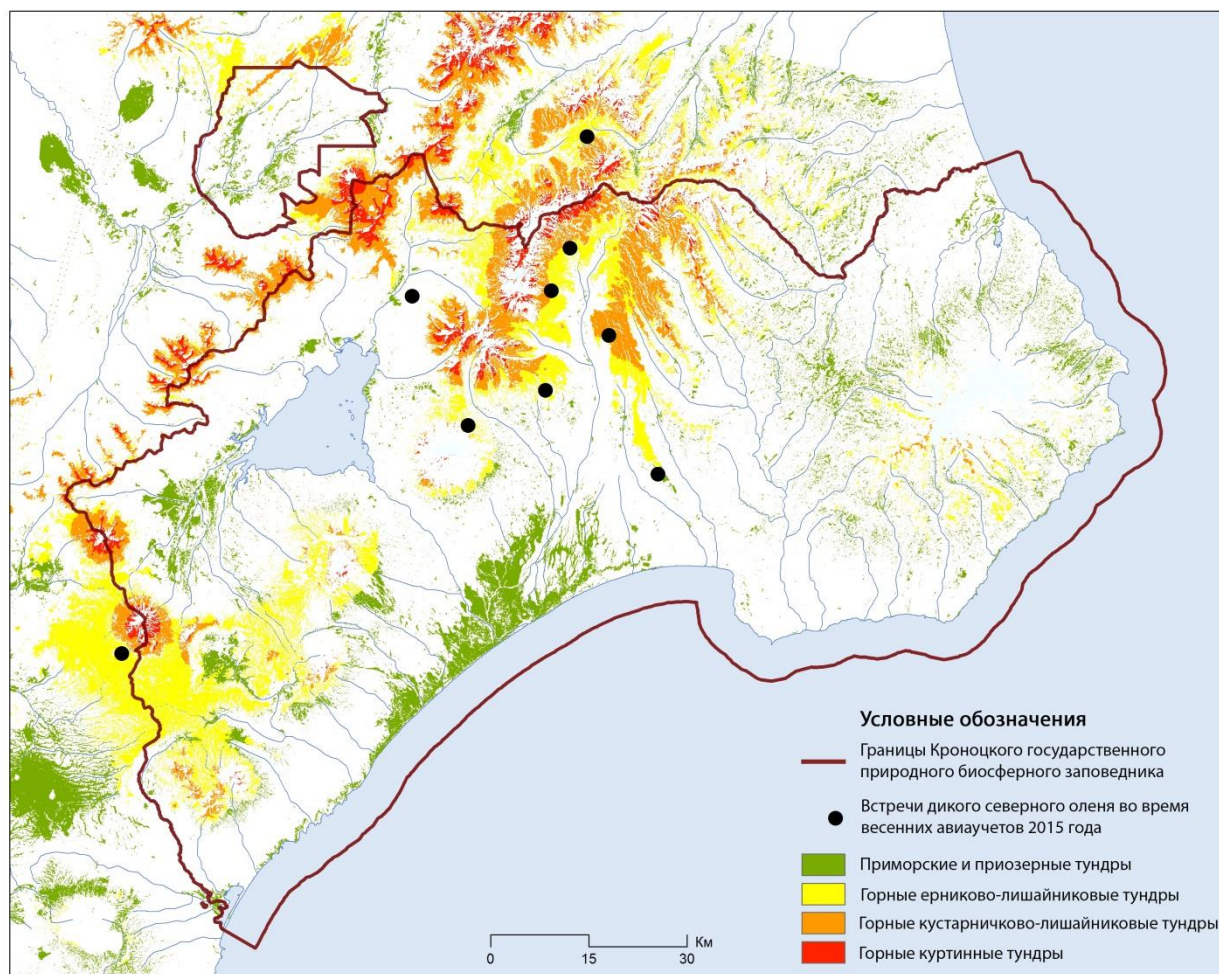 Условные обозначения
Границы Кроноцкого государственного
природного биосферного заповедника
Встречи дикого северного оленя во время
весенних авиаучетов 2015 года
Приморские и приозерные тундры
Горные ерниково-лишайниковые тундры
Горные кустарничково-лишайниковые тундры
Горные куртинные тундры
Км
0 15 30